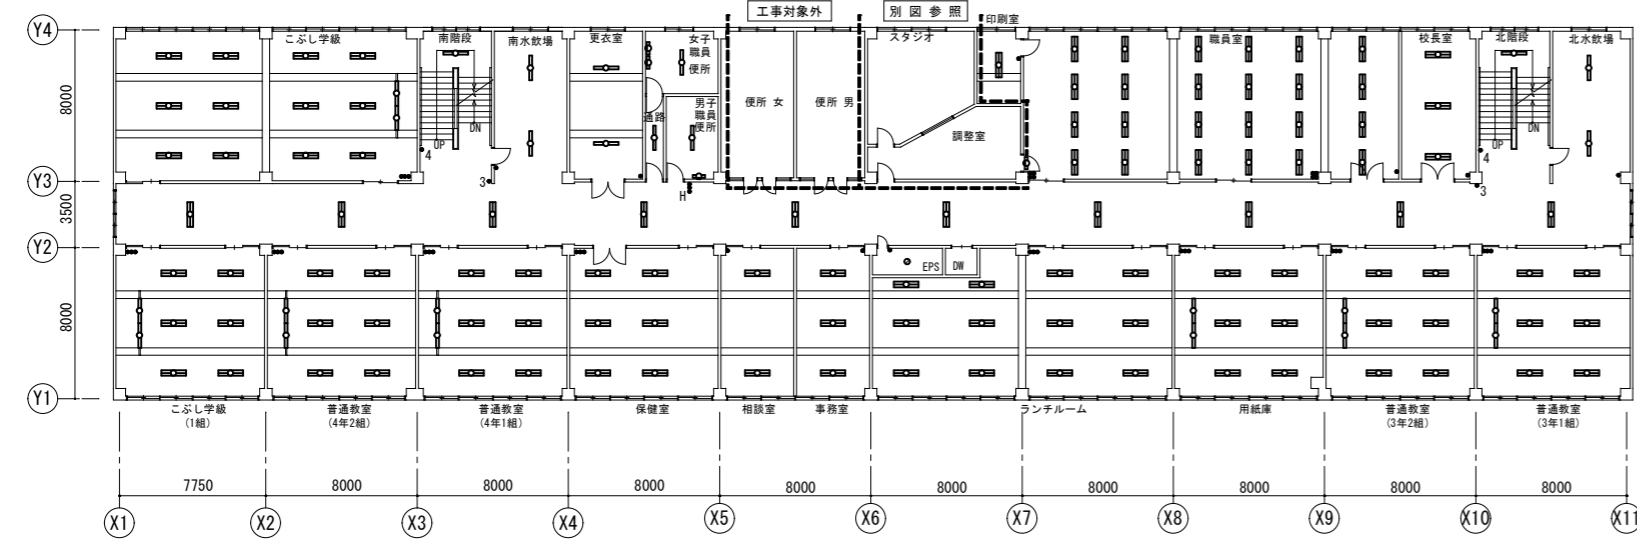 工事対象外
別図参照
印刷室
Y4
こぶし学級
南階段
南水飲場
更衣室
女子
職員
便所
スタジオ
職員室
校長室
北階段
北水飲場
8000
便所 女
便所 男
男子
職員
便所
通路
調整室
DN
UP
4
DN
UP
4
Y3
3
H
3
3500
Y2
EPS
DW
8000
Y1
こぶし学級
(1組)
普通教室
(4年2組)
普通教室
(4年1組)
保健室
相談室
事務室
ランチルーム
用紙庫
普通教室
(3年2組)
普通教室
(3年1組)
7750
8000
8000
8000
8000
8000
8000
8000
8000
8000
X1
X2
X3
X4
X5
X6
X7
X8
X9
X10
X11